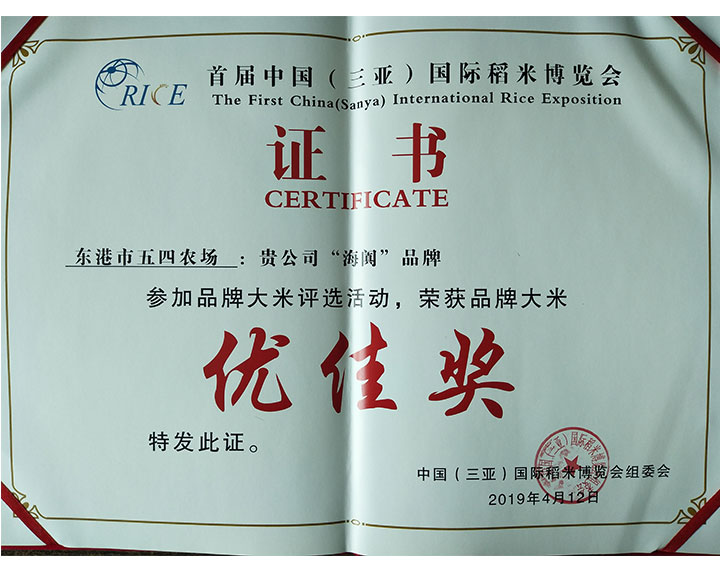 RICE
首届中国（三亚）国际稻米博览会
The First China(Sanya) International Rice Exposition
证书
CERTIFICATE
东港市五四农场：贵公司“海阅”品牌
参加品牌大米评选活动，荣获品牌大米
优佳奖
特发此证。
中国（三亚）国际稻米博览会组委会
2019年4月12日